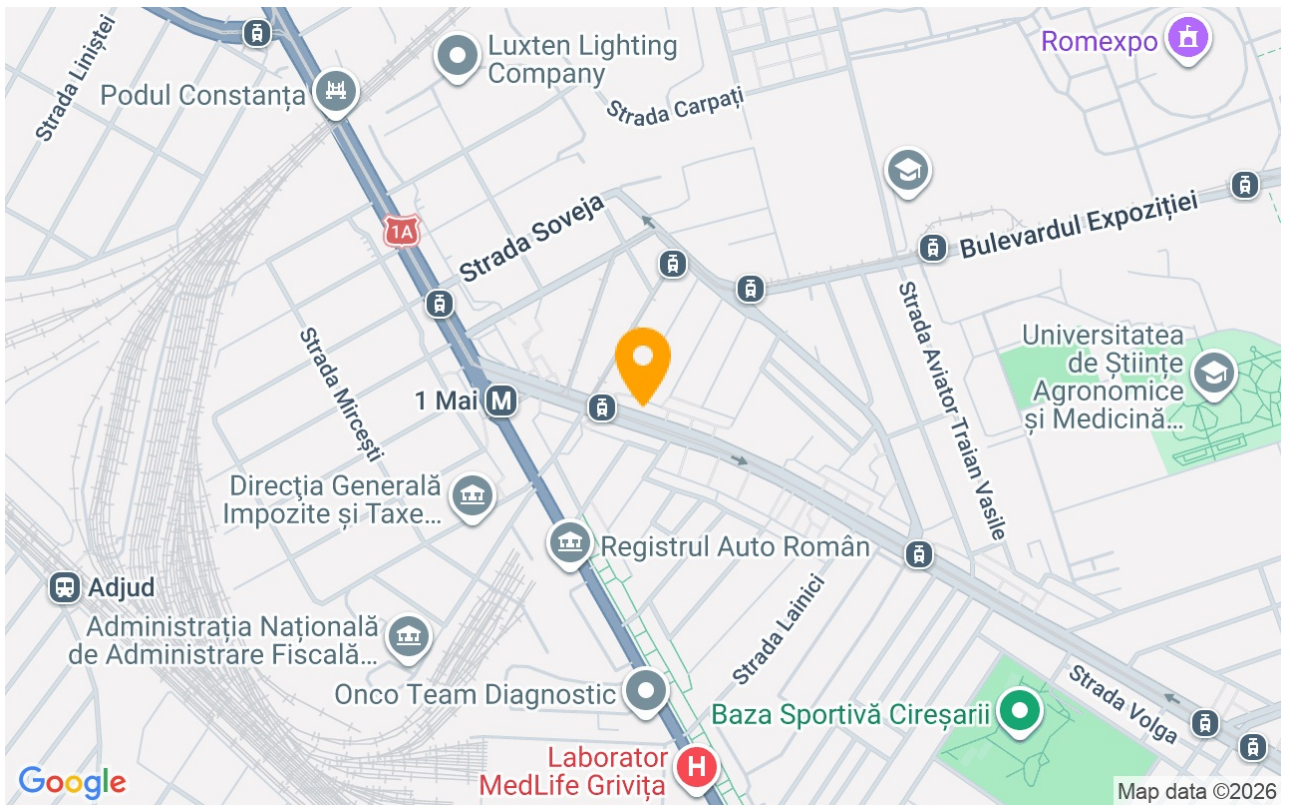 Strada Liniștei
Luxten Lighting
Company
Romexpo
Podul Constanța
Strada Carpați
1A
Strada Soveja
Bulevardul Expoziției
Strada Mircești
Strada Aviator Traian Vasile
Universitatea
de Științe
Agronomice
și Medicină...
1 Mai
M
Direcţia Generală
Impozite și Taxe...
Registrul Auto Român
Adjud
Administrația Națională
de Administrare Fiscală...
Strada Lainici
Onco Team Diagnostic
Baza Sportivă Cireșarii
Strada Volga
Laborator
MedLife Grivița
H
Google
Map data ©2026